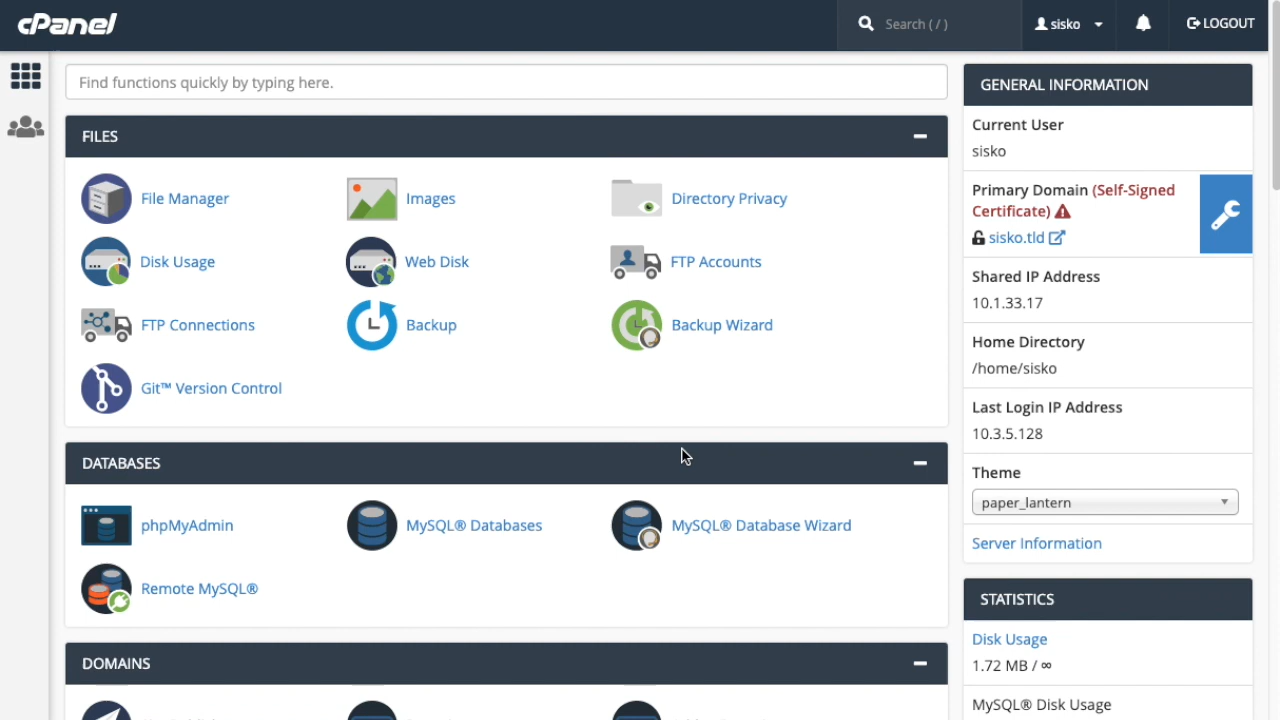 cPanel
Search ( / )
sisko
LOGOUT
Find functions quickly by typing here.
FILES
File Manager
Images
Directory Privacy
Disk Usage
Web Disk
FTP Accounts
FTP Connections
Backup
Backup Wizard
Git™ Version Control
DATABASES
phpMyAdmin
MySQL® Databases
MySQL® Database Wizard
Remote MySQL®
DOMAINS
GENERAL INFORMATION
Current User
sisko
Primary Domain (Self-Signed
Certificate)
sisko.tld
Shared IP Address
10.1.33.17
Home Directory
/home/sisko
Last Login IP Address
10.3.5.128
Theme
paper_lantern
Server Information
STATISTICS
Disk Usage
1.72 MB / ∞
MySQL® Disk Usage